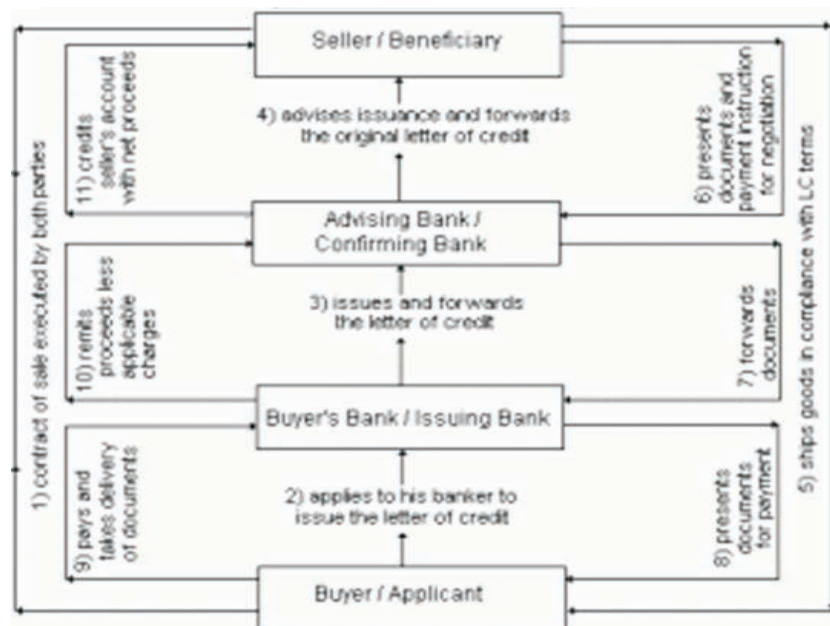 Seller / Beneficiary
4) advises issuance and forwards
the original letter of credit
11) credits
seller's account
with net proceeds
6) presents
documents and
payment instruction
for negotiation
Advising Bank /
Confirming Bank
3) issues and forwards
the letter of credit
10) remits
proceeds less
applicable
charges
7) forwards
documents
1) contract of sale executed by both parties
5) ships goods in compliance with LC terms
Buyer's Bank / Issuing Bank
2) applies to his banker to
issue the letter of credit
9) pays and
takes delivery
of documents
8) presents
documents
for payment
Buyer / Applicant